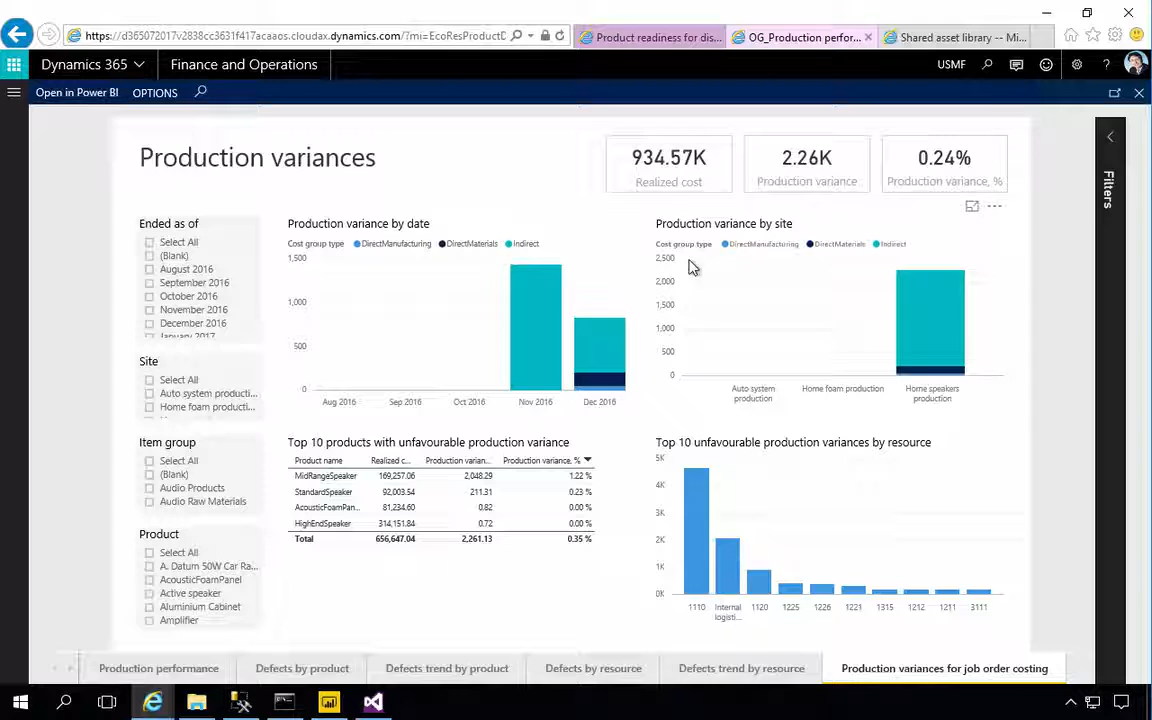 https://d365072017v2838cc3631f417acaaos.cloudax.dynamics.com/?mi=EcoResProductD
Product readiness for dis...
OG_Production perfor...
Shared asset library -- Mi...
Dynamics 365
Finance and Operations
USMF
Open in Power BI
OPTIONS
Production variances
934.57K
Realized cost
2.26K
Production variance
0.24%
Production variance, %
Filters
Ended as of
Select All
(Blank)
August 2016
September 2016
October 2016
November 2016
December 2016
January 2017
Site
Select All
Auto system producti...
Home foam producti...
Item group
Select All
(Blank)
Audio Products
Audio Raw Materials
Product
Select All
A. Datum 50W Car Ra...
AcousticFoamPanel
Active speaker
Aluminium Cabinet
Amplifier
Production variance by date
Cost group type DirectManufacturing DirectMaterials Indirect
1,500
1,000
500
0
Aug 2016 Sep 2016 Oct 2016 Nov 2016 Dec 2016
Production variance by site
Cost group type DirectManufacturing DirectMaterials Indirect
2,500
2,000
1,500
1,000
500
0
Auto system production
Home foam production
Home speakers production
Top 10 products with unfavourable production variance
Product name Realized c... Production varian... Production variance, %
MidRangeSpeaker 169,257.06 2,048.29 1.22 %
StandardSpeaker 92,003.54 211.31 0.23 %
AcousticFoamPan... 81,234.60 0.82 0.00 %
HighEndSpeaker 314,151.84 0.72 0.00 %
Total 656,647.04 2,261.13 0.35 %
Top 10 unfavourable production variances by resource
5K
4K
3K
2K
1K
0K
1110 Internal logisti... 1120 1225 1226 1221 1315 1212 1211 3111
Production performance
Defects by product
Defects trend by product
Defects by resource
Defects trend by resource
Production variances for job order costing